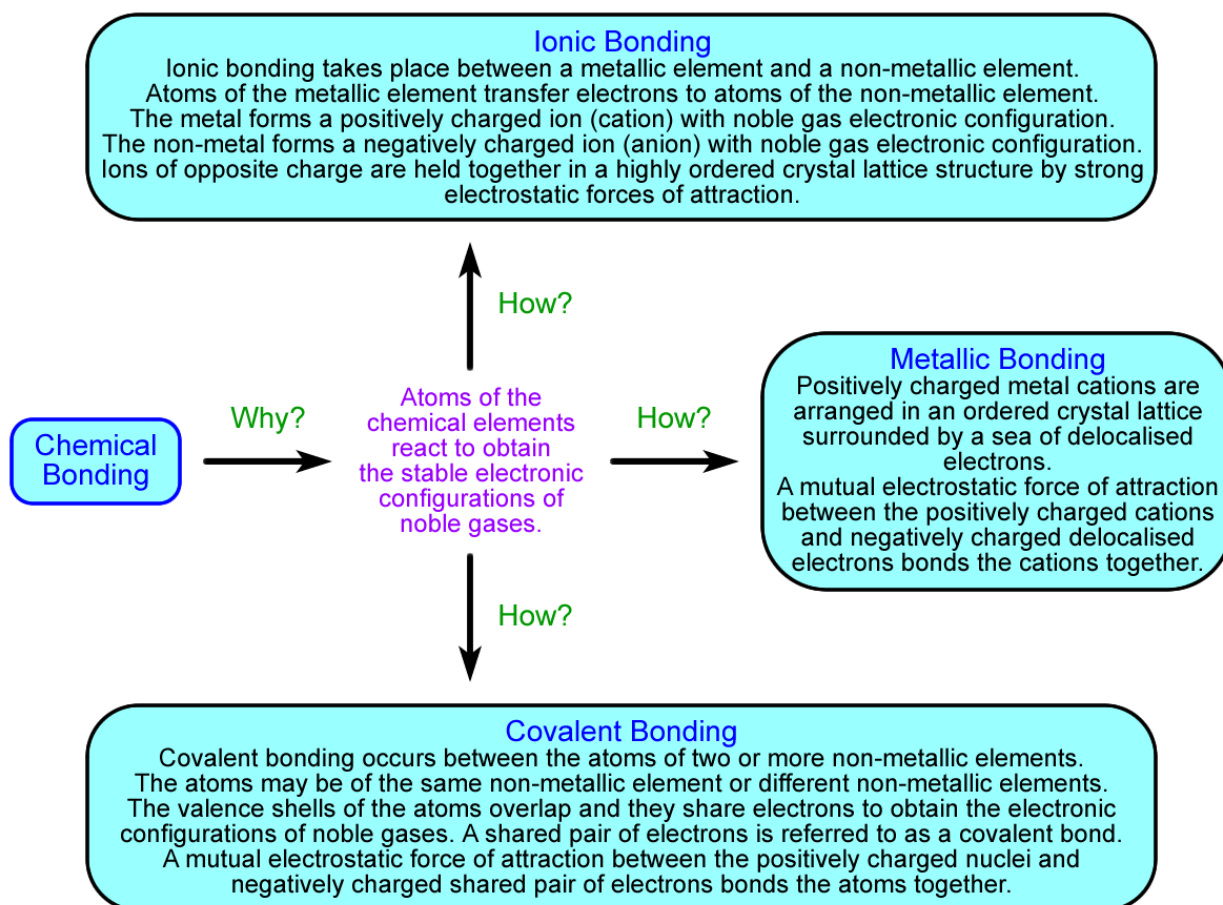 Ionic Bonding
Ionic bonding takes place between a metallic element and a non-metallic element.
Atoms of the metallic element transfer electrons to atoms of the non-metallic element.
The metal forms a positively charged ion (cation) with noble gas electronic configuration.
The non-metal forms a negatively charged ion (anion) with noble gas electronic configuration.
Ions of opposite charge are held together in a highly ordered crystal lattice structure by strong
electrostatic forces of attraction.
How?
Chemical
Bonding
Why?
Atoms of the
chemical elements
react to obtain
the stable electronic
configurations of
noble gases.
How?
Metallic Bonding
Positively charged metal cations are
arranged in an ordered crystal lattice
surrounded by a sea of delocalised
electrons.
A mutual electrostatic force of attraction
between the positively charged cations
and negatively charged delocalised
electrons bonds the cations together.
How?
Covalent Bonding
Covalent bonding occurs between the atoms of two or more non-metallic elements.
The atoms may be of the same non-metallic element or different non-metallic elements.
The valence shells of the atoms overlap and they share electrons to obtain the electronic
configurations of noble gases. A shared pair of electrons is referred to as a covalent bond.
A mutual electrostatic force of attraction between the positively charged nuclei and
negatively charged shared pair of electrons bonds the atoms together.